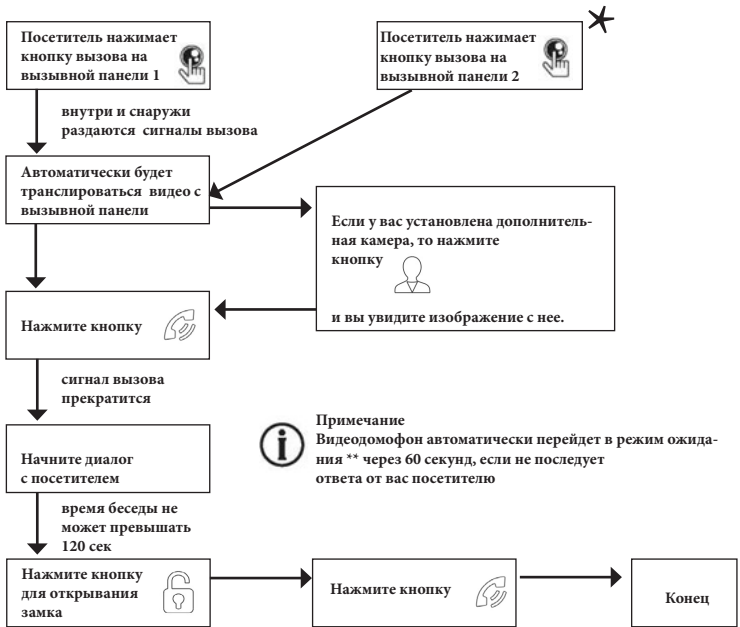 Посетитель нажимает
кнопку вызова на
вызывной панели 1
Посетитель нажимает
кнопку вызова на
вызывной панели 2
внутри и снаружи
раздаются сигналы вызова
Автоматически будет
транслироваться видео с
вызывной панели
Если у вас установлена дополнитель-
ная камера, то нажмите
кнопку
и вы увидите изображение с нее.
Нажмите кнопку
сигнал вызова
прекратится
Примечание
Видеодомофон автоматически перейдет в режим ожида-
ния ** через 60 секунд, если не последует
ответа от вас посетителю
Начните диалог
с посетителем
время беседы не
может превышать
120 сек
Нажмите кнопку
для открывания
замка
Нажмите кнопку
Конец